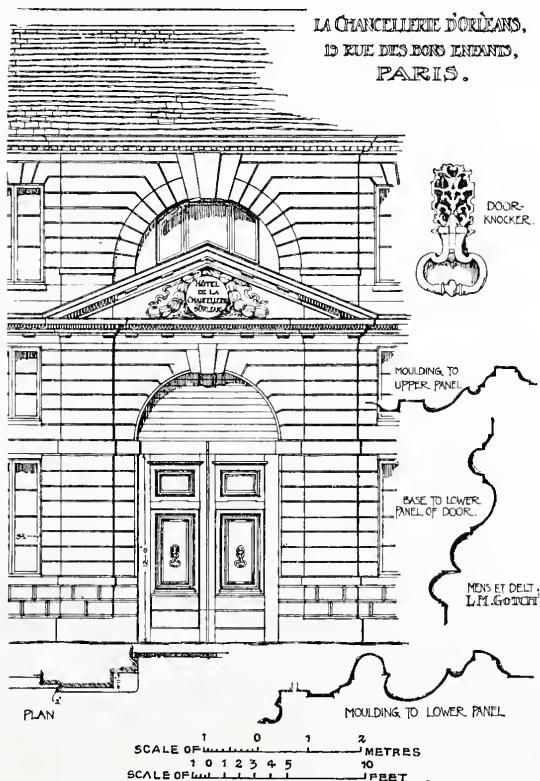 LA CHANCELLERIE D'ORLÈANS,
19 RUE DES BONS ENFANTS,
PARIS.
DOOR-
KNOCKER.
HÔTEL
DE LA
CHANCELLERIE
D'ORLEANS
MOULDING TO
UPPER PANEL
BASE TO LOWER
PANEL OF DOOR.
MENS ET DELT.
L.M. GOTCH
PLAN
MOULDING TO LOWER PANEL
1 0 1 2
SCALE OF METRES
1 0 1 2 3 4 5 10
SCALE OF FEET